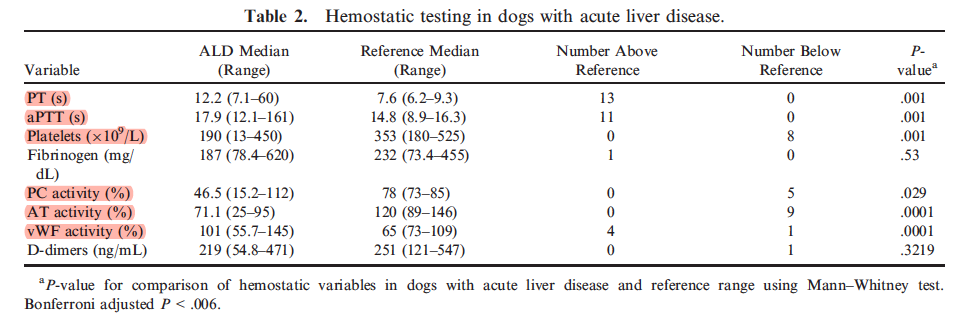 Table 2. Hemostatic testing in dogs with acute liver disease.
Variable ALD Median (Range) Reference Median (Range) Number Above Reference Number Below Reference P-valueᵃ
PT (s) 12.2 (7.1–60) 7.6 (6.2–9.3) 13 0 .001
aPTT (s) 17.9 (12.1–161) 14.8 (8.9–16.3) 11 0 .001
Platelets (×10⁹/L) 190 (13–450) 353 (180–525) 0 8 .001
Fibrinogen (mg/dL) 187 (78.4–620) 232 (73.4–455) 1 0 .53
PC activity (%) 46.5 (15.2–112) 78 (73–85) 0 5 .029
AT activity (%) 71.1 (25–95) 120 (89–146) 0 9 .0001
vWF activity (%) 101 (55.7–145) 65 (73–109) 4 1 .0001
D-dimers (ng/mL) 219 (54.8–471) 251 (121–547) 0 1 .3219
ᵃP-value for comparison of hemostatic variables in dogs with acute liver disease and reference range using Mann–Whitney test.
Bonferroni adjusted P < .006.